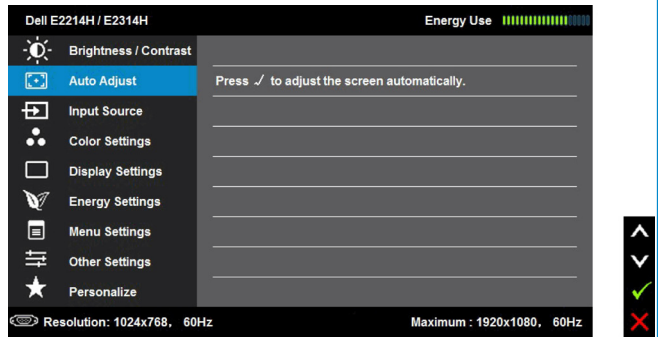 Dell E2214H / E2314H Energy Use
Brightness / Contrast
Auto Adjust Press ✓ to adjust the screen automatically.
Input Source
Color Settings
Display Settings
Energy Settings
Menu Settings
Other Settings
Personalize
Resolution: 1024x768, 60Hz Maximum : 1920x1080, 60Hz